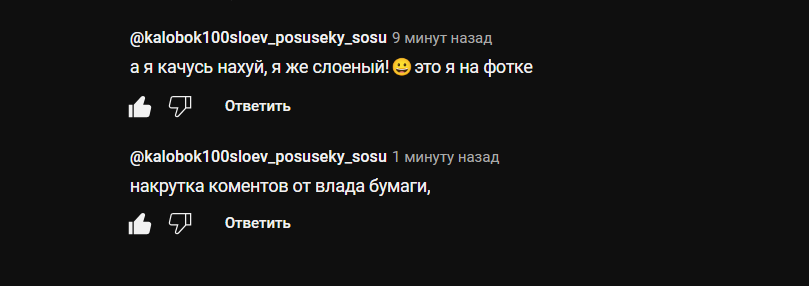 @kalobok100sloev_posuseky_sosu 9 минут назад
а я качусь нахуй, я же слоеный!😀это я на фотке
Ответить
@kalobok100sloev_posuseky_sosu 1 минуту назад
накрутка коментов от влада бумаги,
Ответить